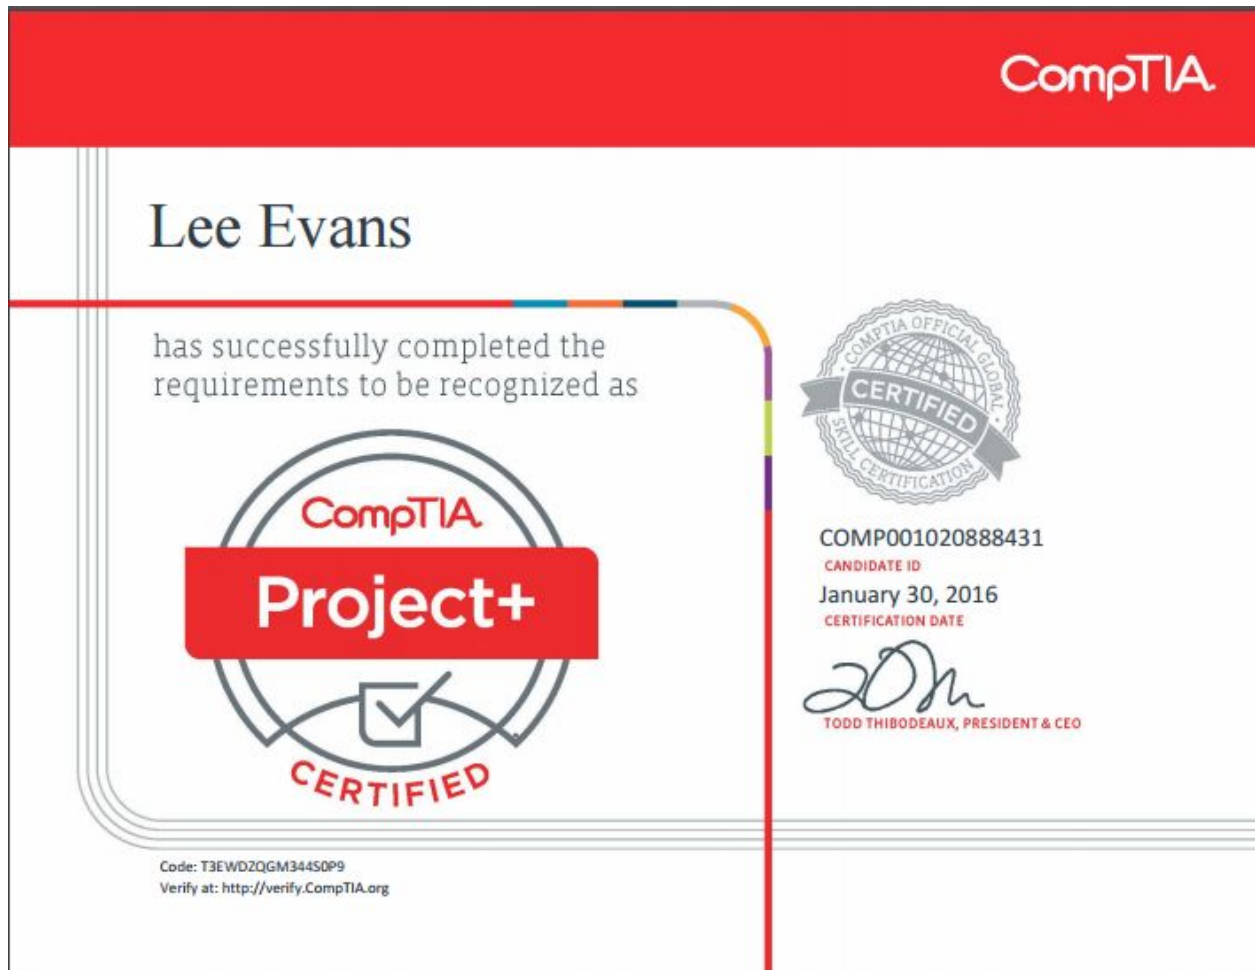 CompTIA.
Lee Evans
has successfully completed the
requirements to be recognized as
CompTIA.
Project+
CERTIFIED
COMPTIA OFFICIAL GLOBAL
CERTIFIED
SKILL CERTIFICATION
COMP001020888431
CANDIDATE ID
January 30, 2016
CERTIFICATION DATE
TODD THIBODEAUX, PRESIDENT & CEO
Code: T3EWDZQGM344S0P9
Verify at: http://verify.CompTIA.org